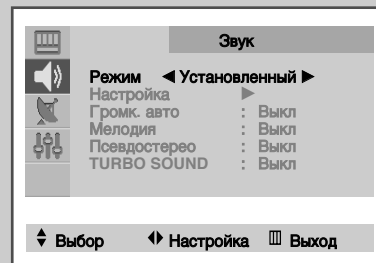 Звук
Режим ◄ Установленный ►
Настройка ►
Громк. авто : Выкл
Мелодия : Выкл
Псевдостерео : Выкл
TURBO SOUND : Выкл
Выбор Настройка Выход